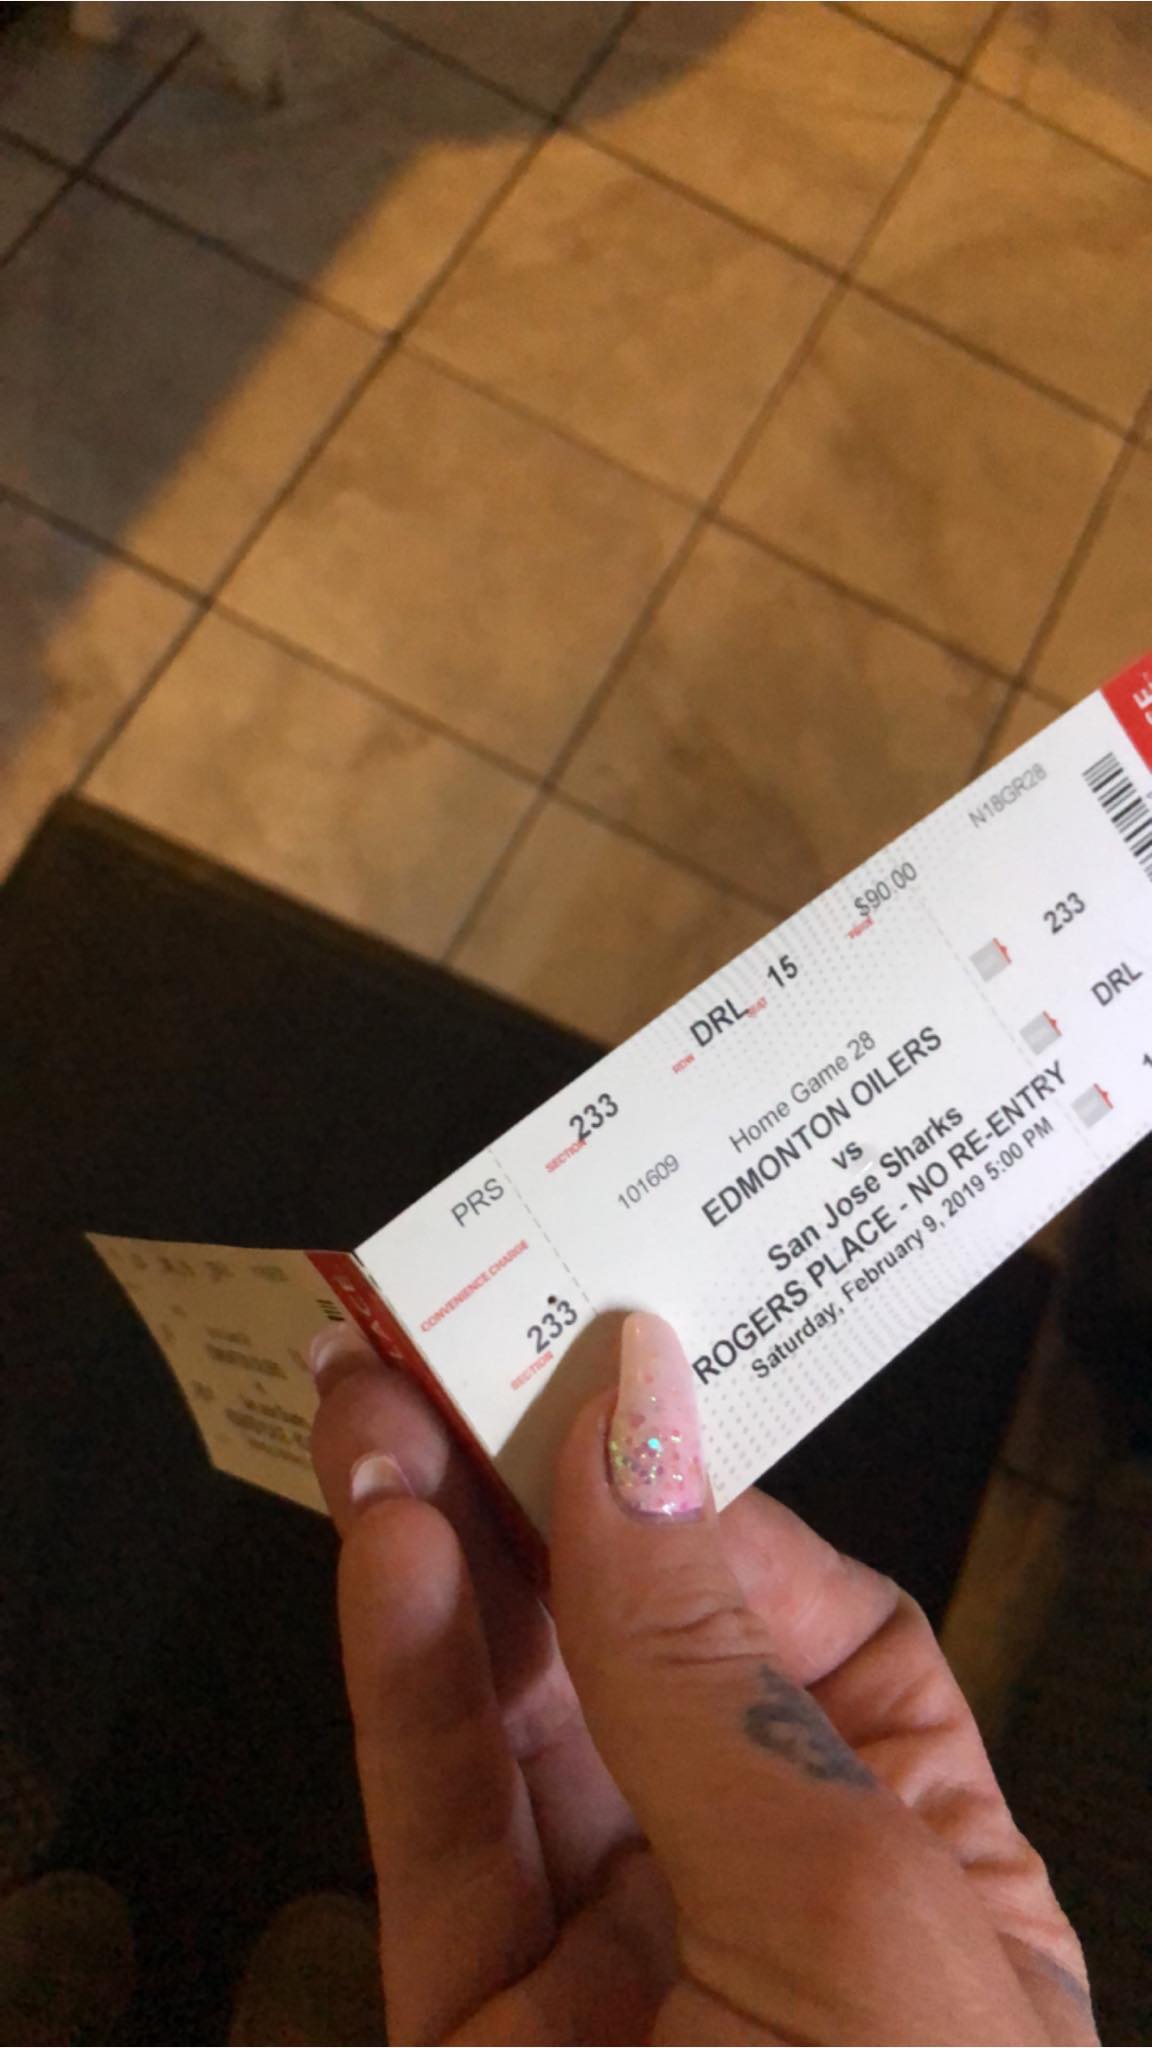 PRS
CONVENIENCE CHARGE
SECTION 233
SECTION 233
ROW DRL
SEAT 15
PRICE $90.00
101609
Home Game 28
EDMONTON OILERS
vs
San Jose Sharks
ROGERS PLACE - NO RE-ENTRY
Saturday, February 9, 2019 5:00 PM
N18GR28
233
DRL